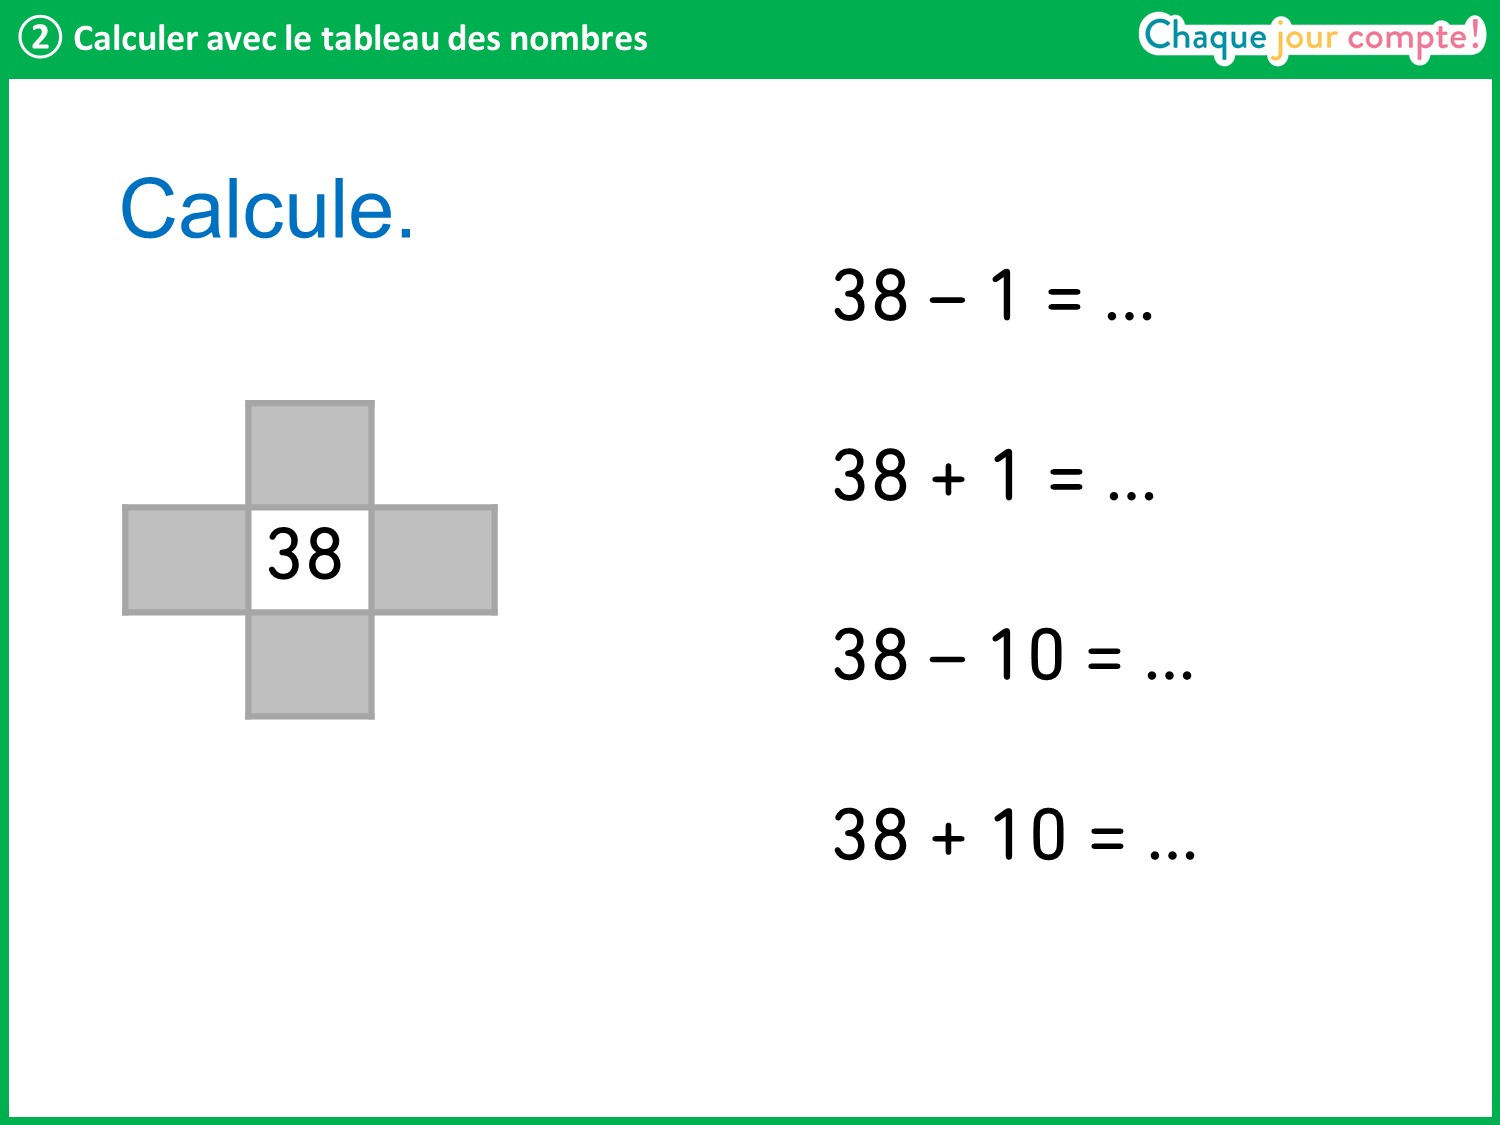 ② Calculer avec le tableau des nombres
Chaque jour compte!
Calcule.
38 – 1 = ...
38 + 1 = ...
38
38 – 10 = ...
38 + 10 = ...